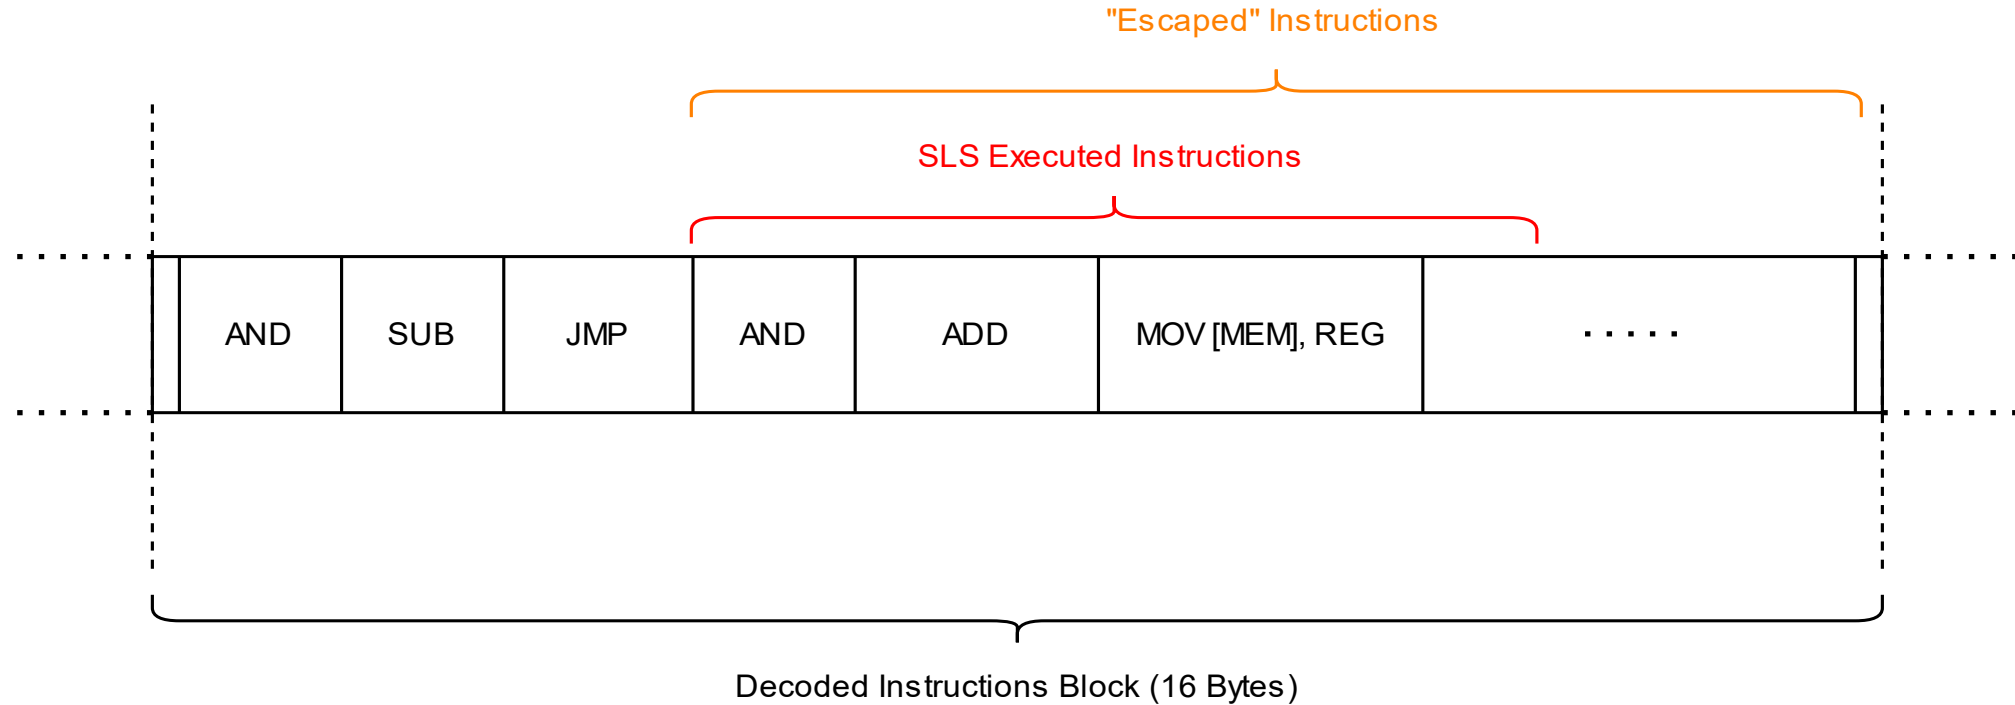 "Escaped" Instructions
SLS Executed Instructions
AND SUB JMP AND ADD MOV [MEM], REG .....
Decoded Instructions Block (16 Bytes)